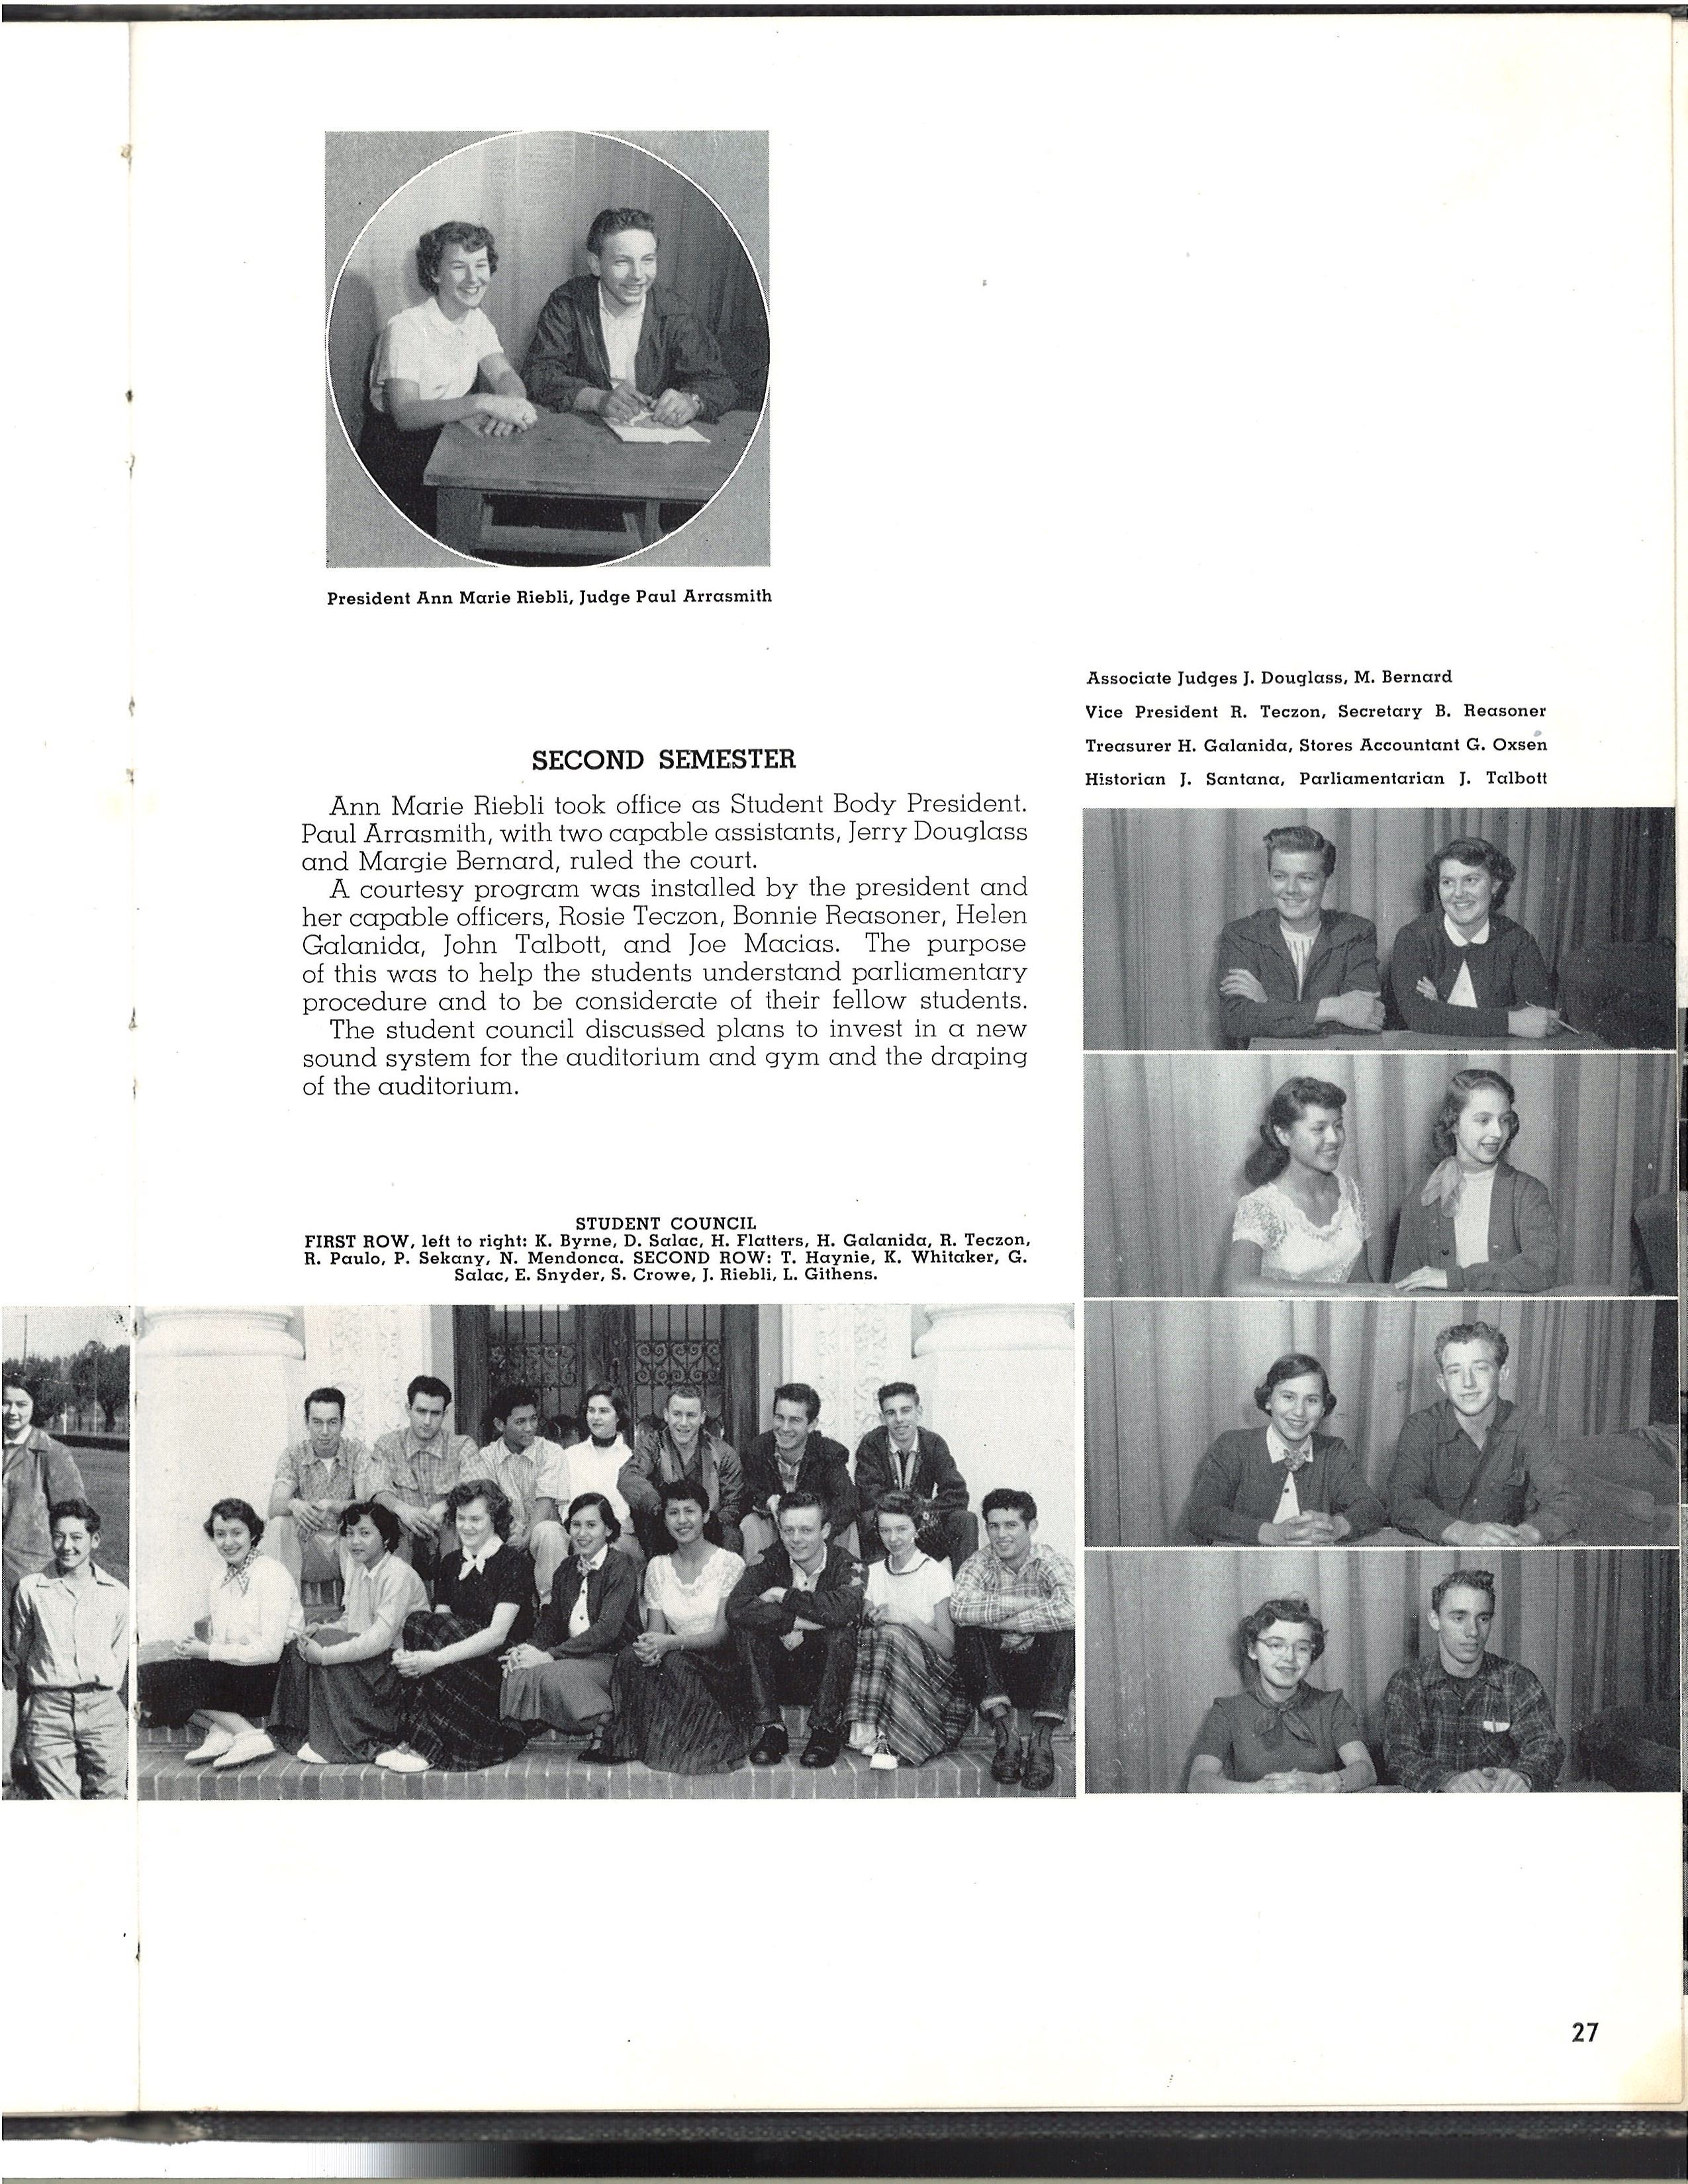 President Ann Marie Riebli, Judge Paul Arrasmith
Associate Judges J. Douglass, M. Bernard
Vice President R. Teczon, Secretary B. Reasoner
Treasurer H. Galanida, Stores Accountant G. Oxsen
Historian J. Santana, Parliamentarian J. Talbott
SECOND SEMESTER
Ann Marie Riebli took office as Student Body President.
Paul Arrasmith, with two capable assistants, Jerry Douglass
and Margie Bernard, ruled the court.
A courtesy program was installed by the president and
her capable officers, Rosie Teczon, Bonnie Reasoner, Helen
Galanida, John Talbott, and Joe Macias. The purpose
of this was to help the students understand parliamentary
procedure and to be considerate of their fellow students.
The student council discussed plans to invest in a new
sound system for the auditorium and gym and the draping
of the auditorium.
STUDENT COUNCIL
FIRST ROW, left to right: K. Byrne, D. Salac, H. Flatters, H. Galanida, R. Teczon,
R. Paulo, P. Sekany, N. Mendonca. SECOND ROW: T. Haynie, K. Whitaker, G.
Salac, E. Snyder, S. Crowe, J. Riebli, L. Githens.
27